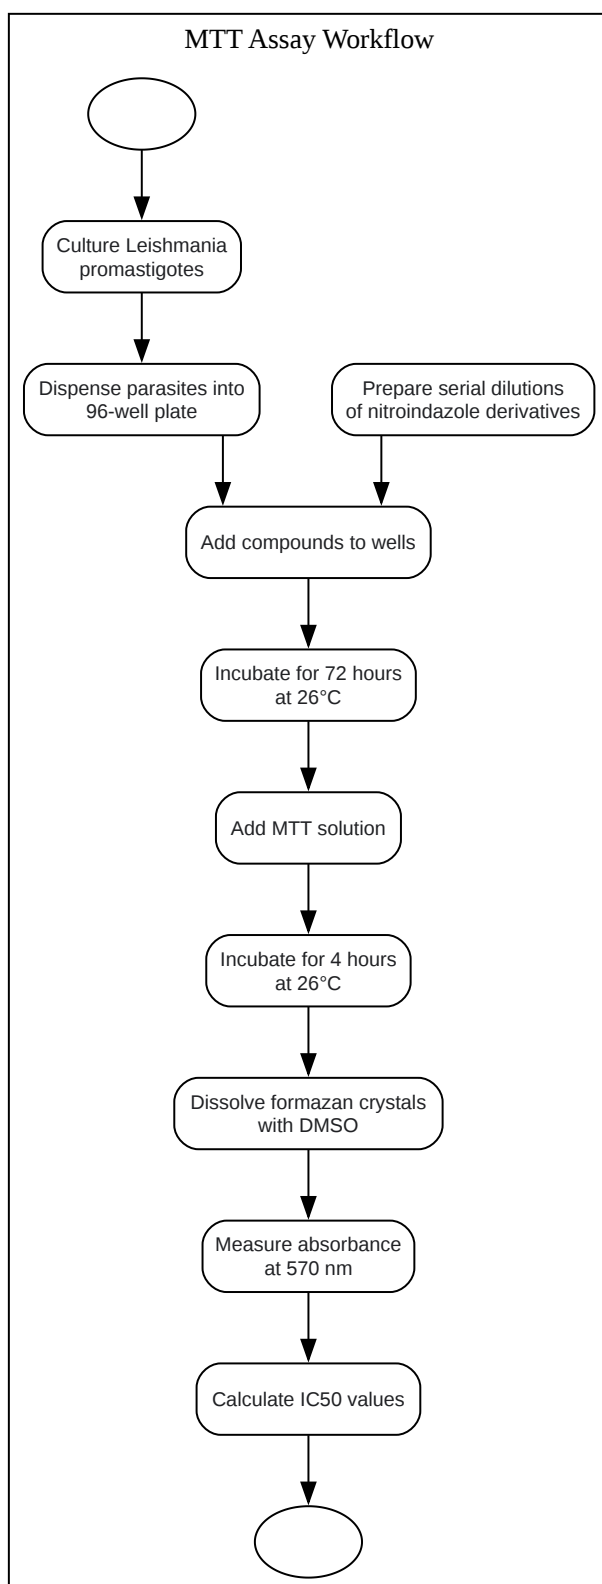 MTT Assay Workflow
Culture Leishmania
promastigotes
Dispense parasites into
96-well plate
Prepare serial dilutions
of nitroindazole derivatives
Add compounds to wells
Incubate for 72 hours
at 26°C
Add MTT solution
Incubate for 4 hours
at 26°C
Dissolve formazan crystals
with DMSO
Measure absorbance
at 570 nm
Calculate IC50 values